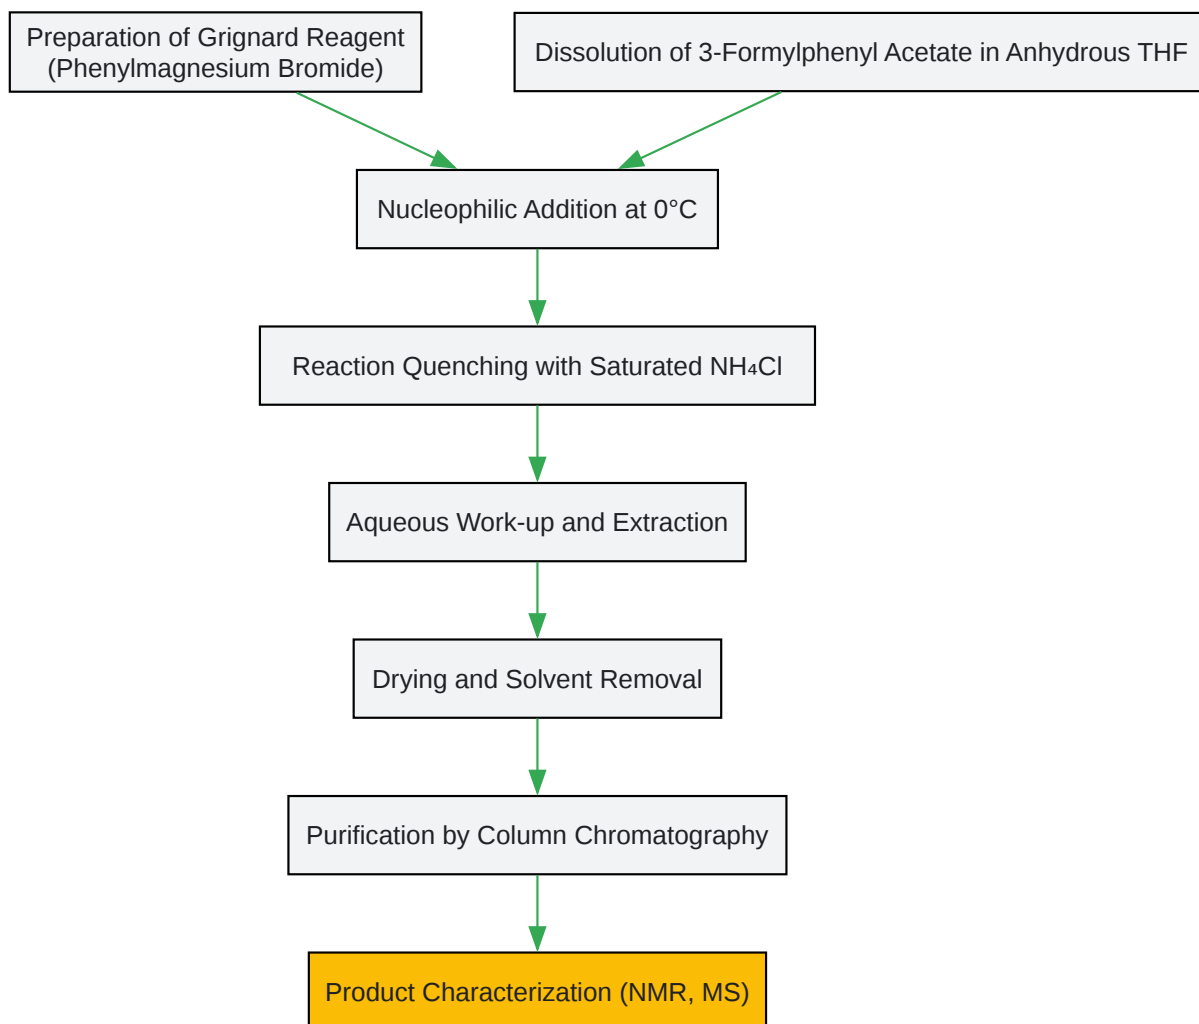 Preparation of Grignard Reagent
(Phenylmagnesium Bromide)
Dissolution of 3-Formylphenyl Acetate in Anhydrous THF
Nucleophilic Addition at 0°C
Reaction Quenching with Saturated NH₄Cl
Aqueous Work-up and Extraction
Drying and Solvent Removal
Purification by Column Chromatography
Product Characterization (NMR, MS)